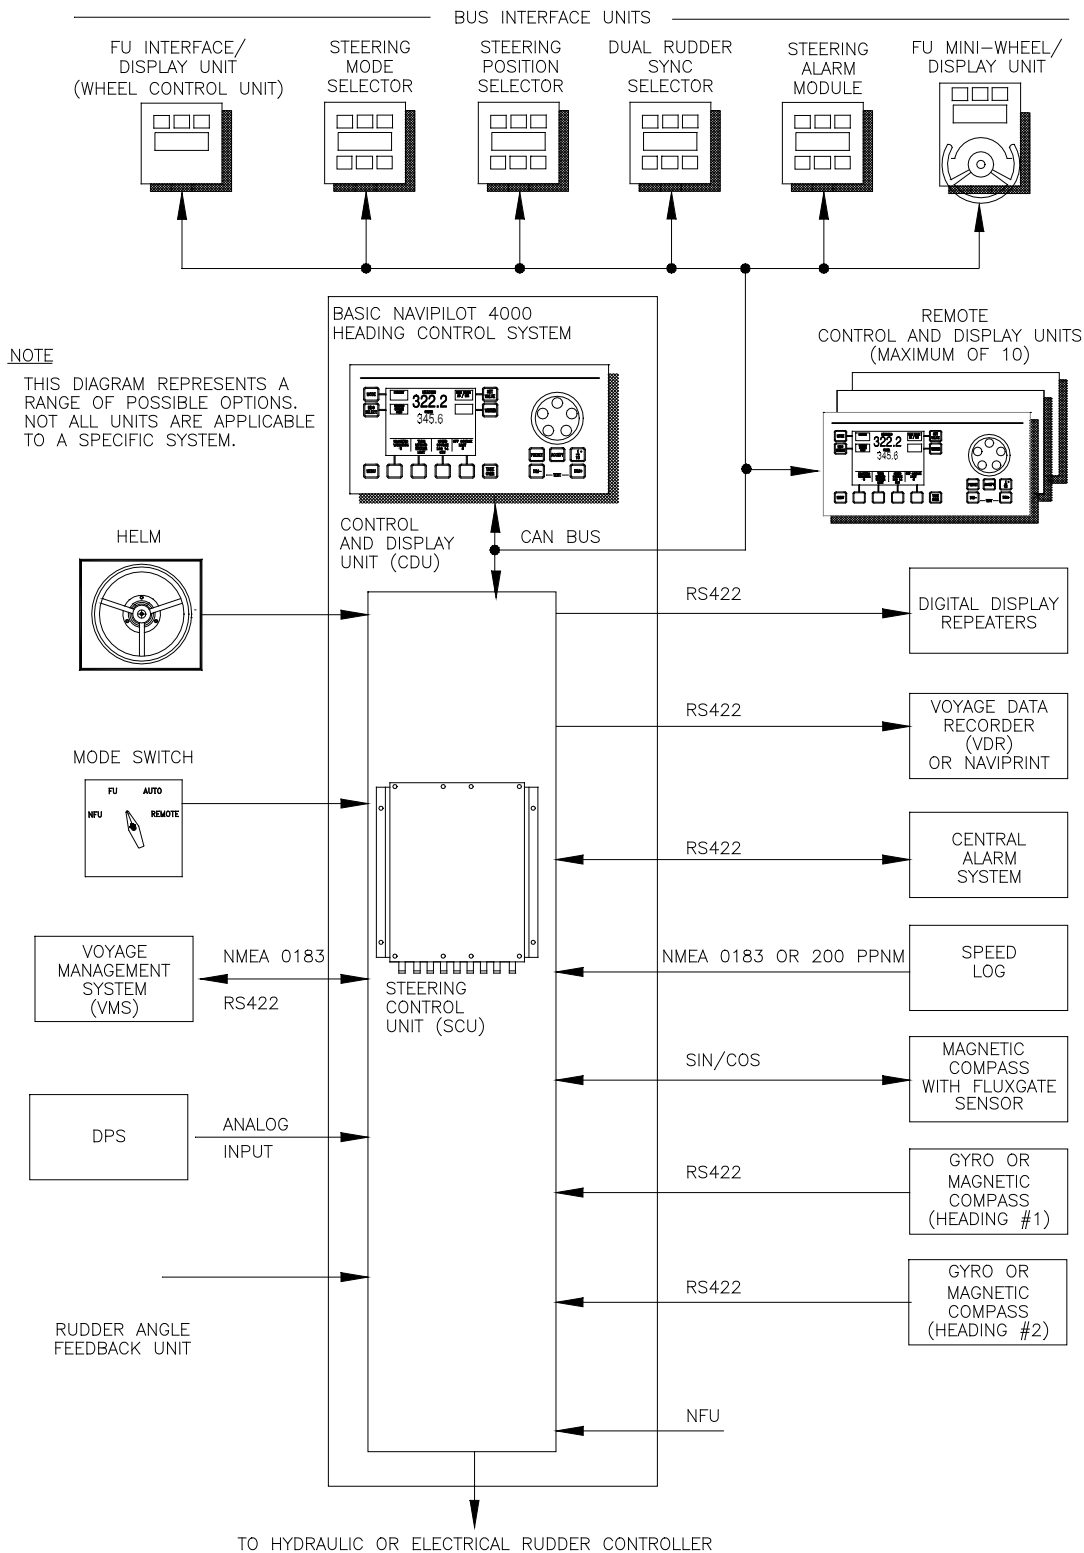 BUS INTERFACE UNITS
FU INTERFACE/
DISPLAY UNIT
(WHEEL CONTROL UNIT)
STEERING
MODE
SELECTOR
STEERING
POSITION
SELECTOR
DUAL RUDDER
SYNC
SELECTOR
STEERING
ALARM
MODULE
FU MINI-WHEEL/
DISPLAY UNIT
BASIC NAVIPILOT 4000
HEADING CONTROL SYSTEM
REMOTE
CONTROL AND DISPLAY UNITS
(MAXIMUM OF 10)
NOTE
THIS DIAGRAM REPRESENTS A
RANGE OF POSSIBLE OPTIONS.
NOT ALL UNITS ARE APPLICABLE
TO A SPECIFIC SYSTEM.
322.2
345.6
322.2
345.6
CONTROL
AND DISPLAY
UNIT (CDU)
CAN BUS
HELM
RS422
DIGITAL DISPLAY
REPEATERS
RS422
VOYAGE DATA
RECORDER
(VDR)
OR NAVIPRINT
MODE SWITCH
FU
AUTO
NFU
REMOTE
RS422
CENTRAL
ALARM
SYSTEM
VOYAGE
MANAGEMENT
SYSTEM
(VMS)
NMEA 0183
RS422
STEERING
CONTROL
UNIT (SCU)
NMEA 0183 OR 200 PPNM
SPEED
LOG
SIN/COS
MAGNETIC
COMPASS
WITH FLUXGATE
SENSOR
DPS
ANALOG
INPUT
RS422
GYRO OR
MAGNETIC
COMPASS
(HEADING #1)
RS422
GYRO OR
MAGNETIC
COMPASS
(HEADING #2)
RUDDER ANGLE
FEEDBACK UNIT
NFU
TO HYDRAULIC OR ELECTRICAL RUDDER CONTROLLER